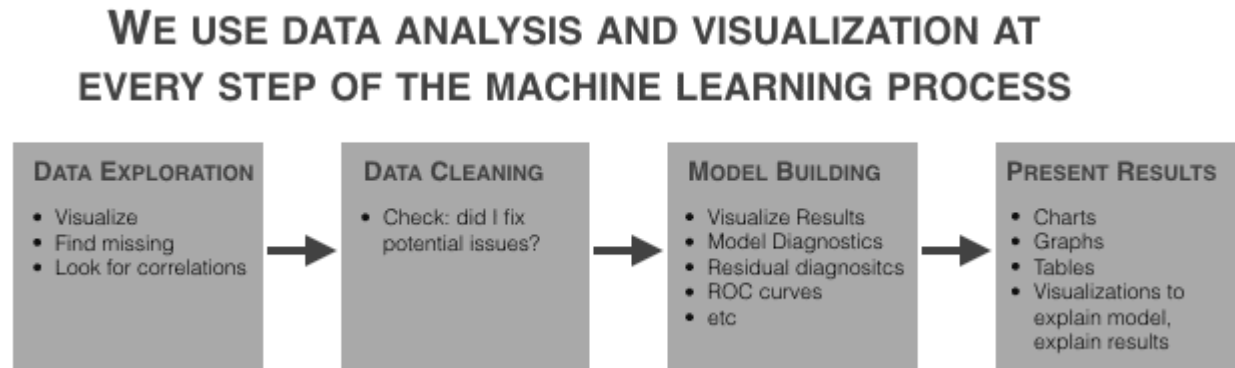 WE USE DATA ANALYSIS AND VISUALIZATION AT
EVERY STEP OF THE MACHINE LEARNING PROCESS
DATA EXPLORATION
• Visualize
• Find missing
• Look for correlations
DATA CLEANING
• Check: did I fix
potential issues?
MODEL BUILDING
• Visualize Results
• Model Diagnostics
• Residual diagnositcs
• ROC curves
• etc
PRESENT RESULTS
• Charts
• Graphs
• Tables
• Visualizations to
explain model,
explain results